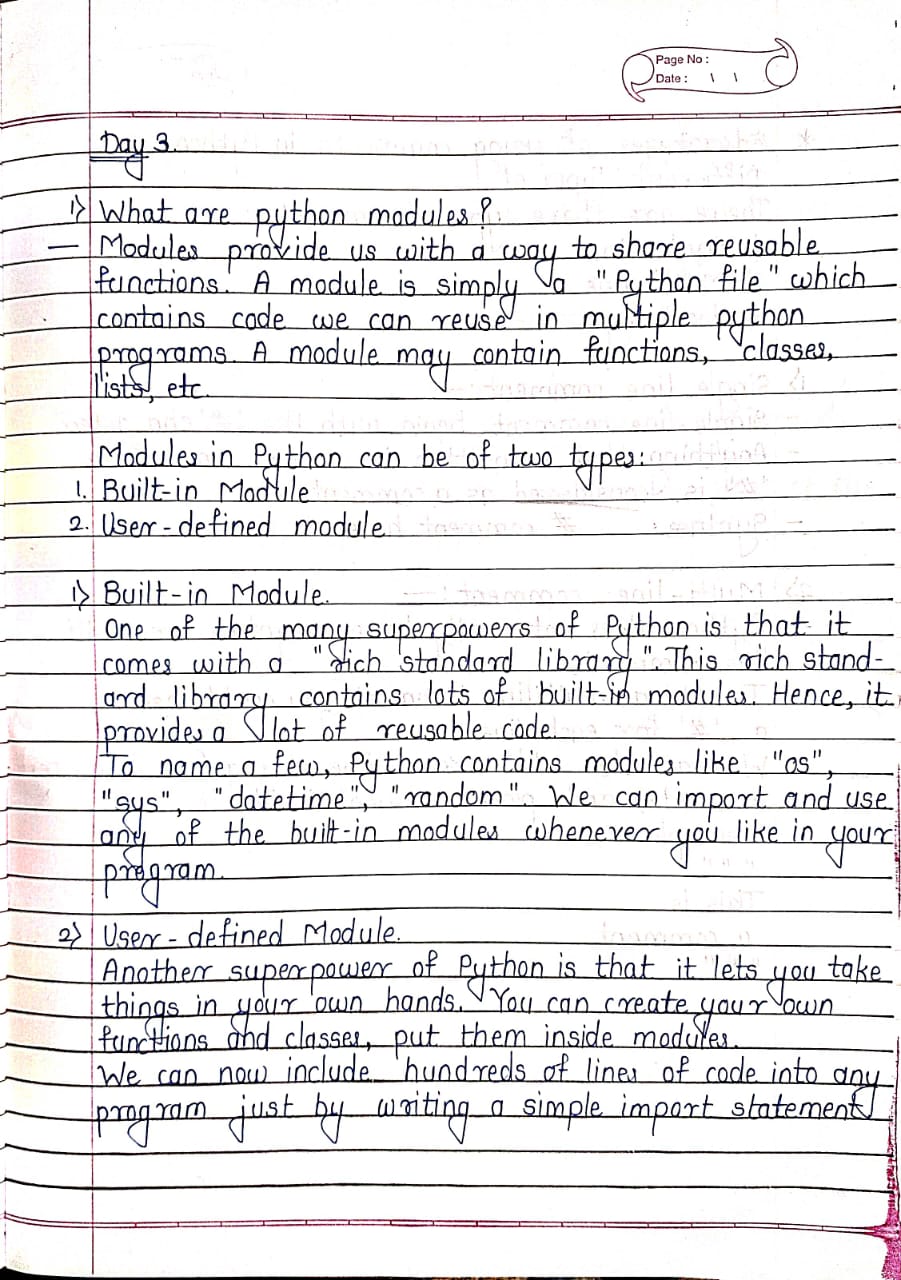 Page No :
Date : \ \
Day 3.
1) What are python modules?
— Modules provide us with a way to share reusable
functions. A module is simply a "Python file" which
contains code we can reuse in multiple python
programs. A module may contain functions, classes,
lists, etc.
Modules in Python can be of two types:
1. Built-in Module
2. User-defined module
1) Built-in Module.
One of the many superpowers of Python is that it
comes with a "rich standard library". This rich stand-
ard library contains lots of built-in modules. Hence, it
provides a lot of reusable code.
To name a few, Python contains modules like "os",
"sys", "datetime", "random". We can import and use
any of the built-in modules whenever you like in your
program.
2) User-defined Module.
Another superpower of Python is that it lets you take
things in your own hands. You can create your own
functions and classes, put them inside modules.
We can now include hundreds of lines of code into any
program just by writing a simple import statement